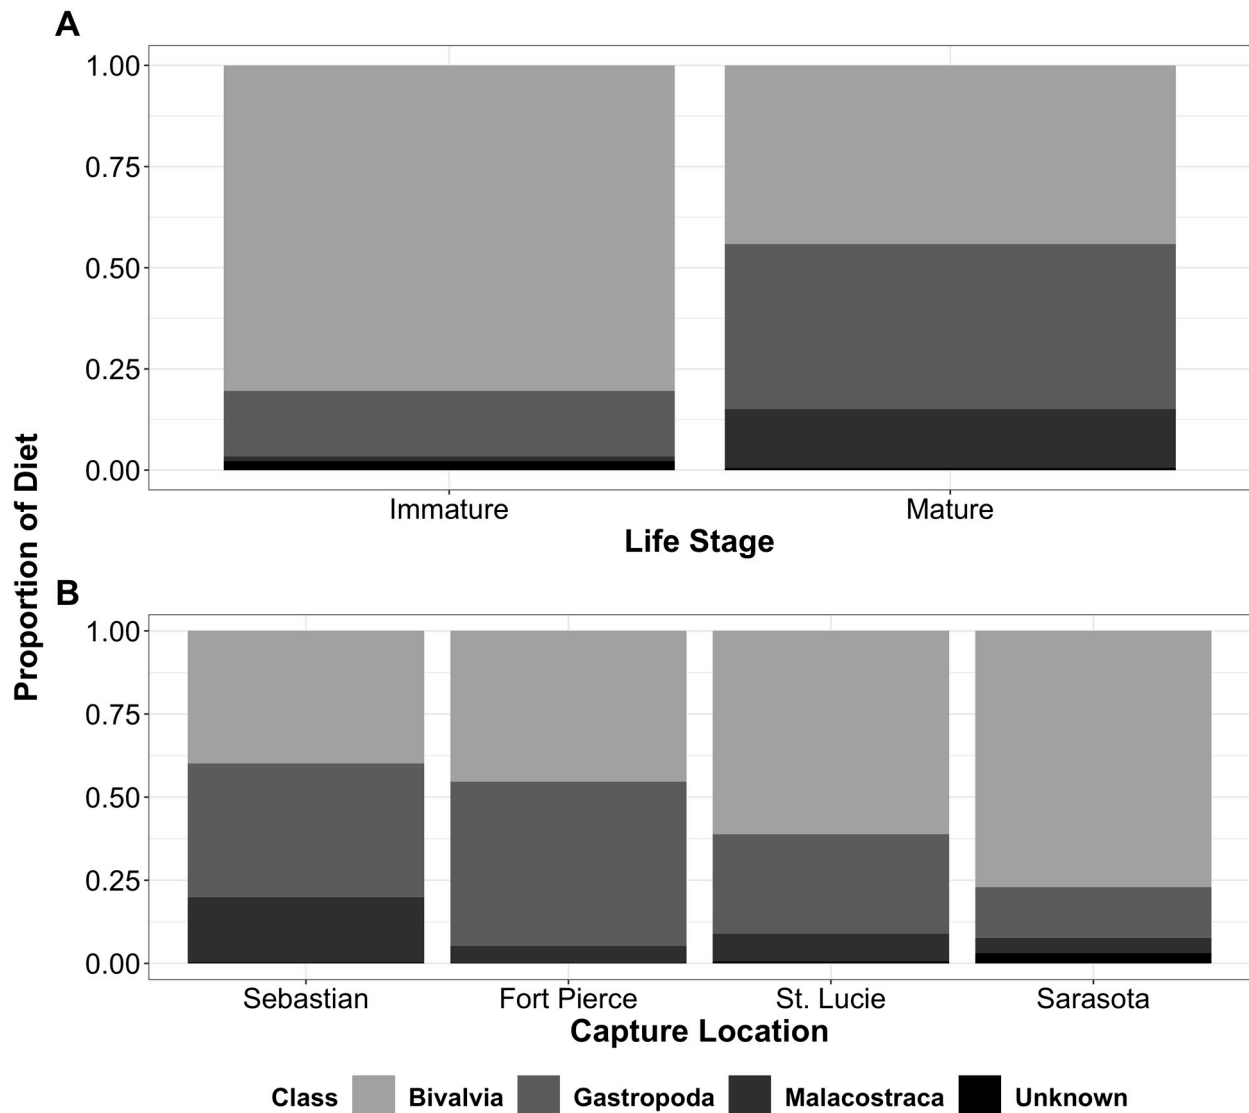 A
1.00
0.75
0.50
0.25
0.00
Immature Mature
Life Stage
Proportion of Diet
B
1.00
0.75
0.50
0.25
0.00
Sebastian Fort Pierce St. Lucie Sarasota
Capture Location
Class Bivalvia Gastropoda Malacostraca Unknown